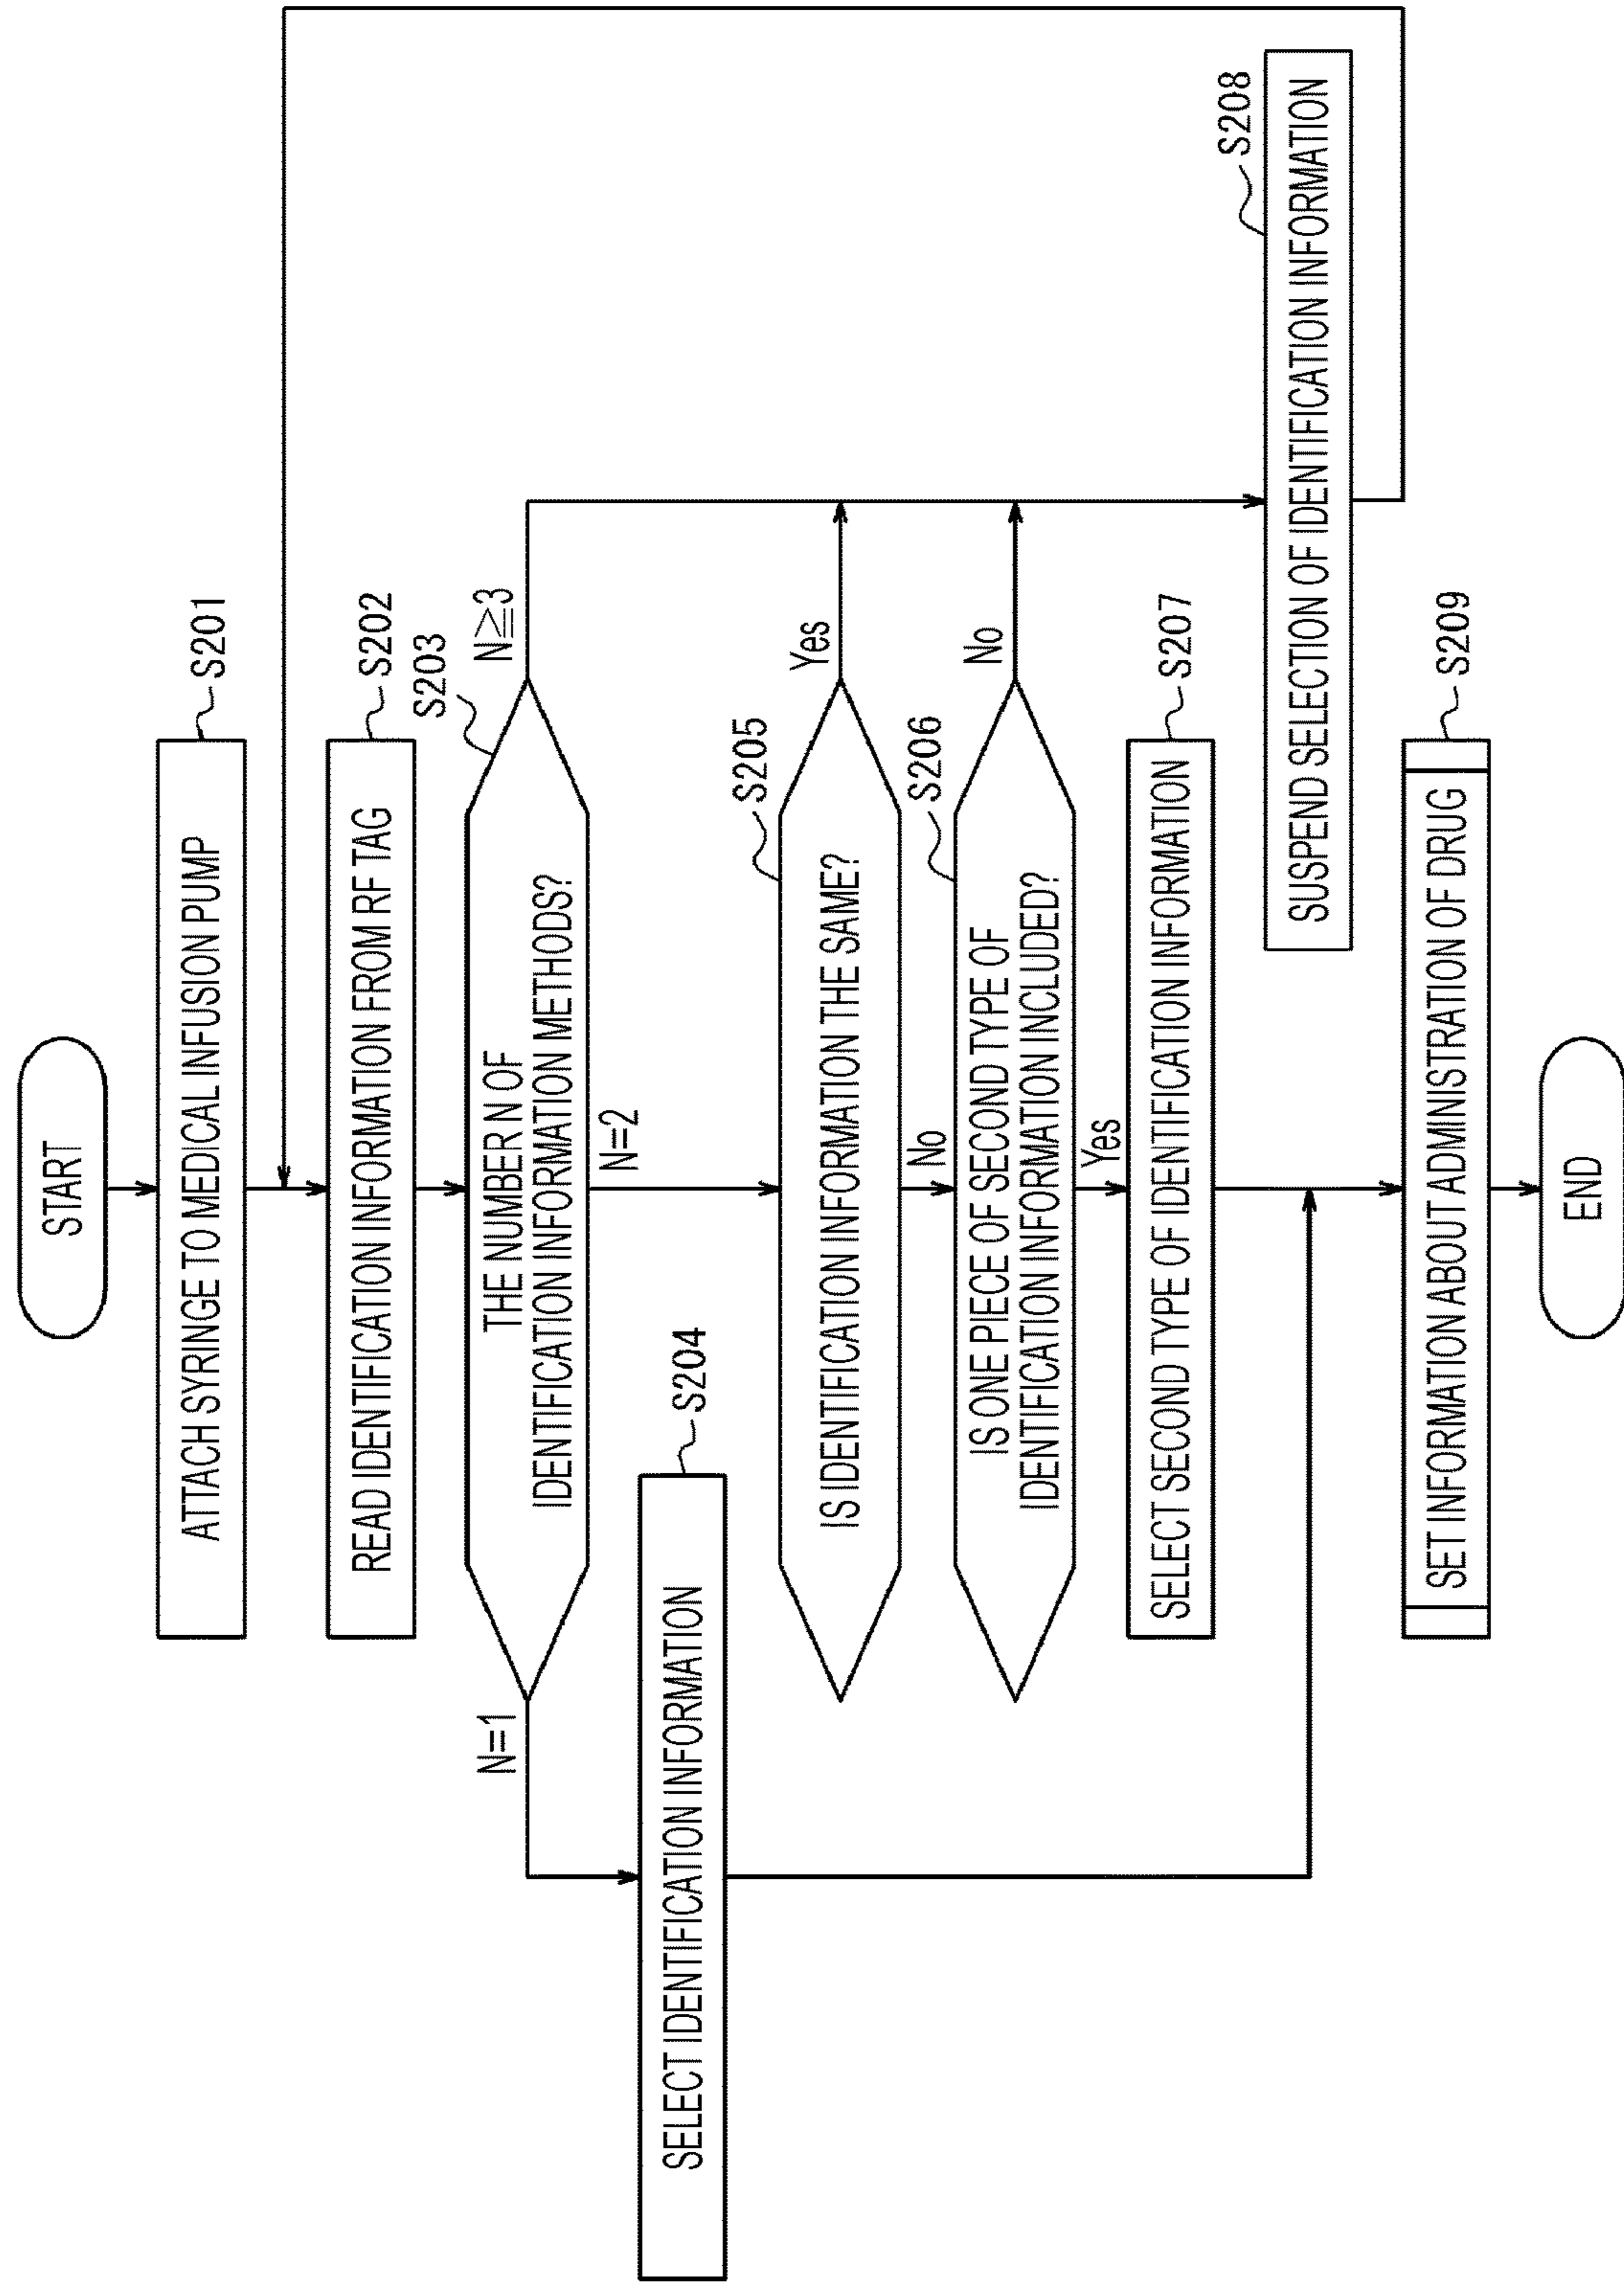 START
ATTACH SYRINGE TO MEDICAL INFUSION PUMP
S201
READ IDENTIFICATION INFORMATION FROM RF TAG
S202
S203
THE NUMBER N OF
IDENTIFICATION INFORMATION METHODS?
N=1
N≧3
N=2
SELECT IDENTIFICATION INFORMATION
S204
S205
IS IDENTIFICATION INFORMATION THE SAME?
Yes
No
S206
IS ONE PIECE OF SECOND TYPE OF
IDENTIFICATION INFORMATION INCLUDED?
No
Yes
SELECT SECOND TYPE OF IDENTIFICATION INFORMATION
S207
S208
SUSPEND SELECTION OF IDENTIFICATION INFORMATION
SET INFORMATION ABOUT ADMINISTRATION OF DRUG
S209
END